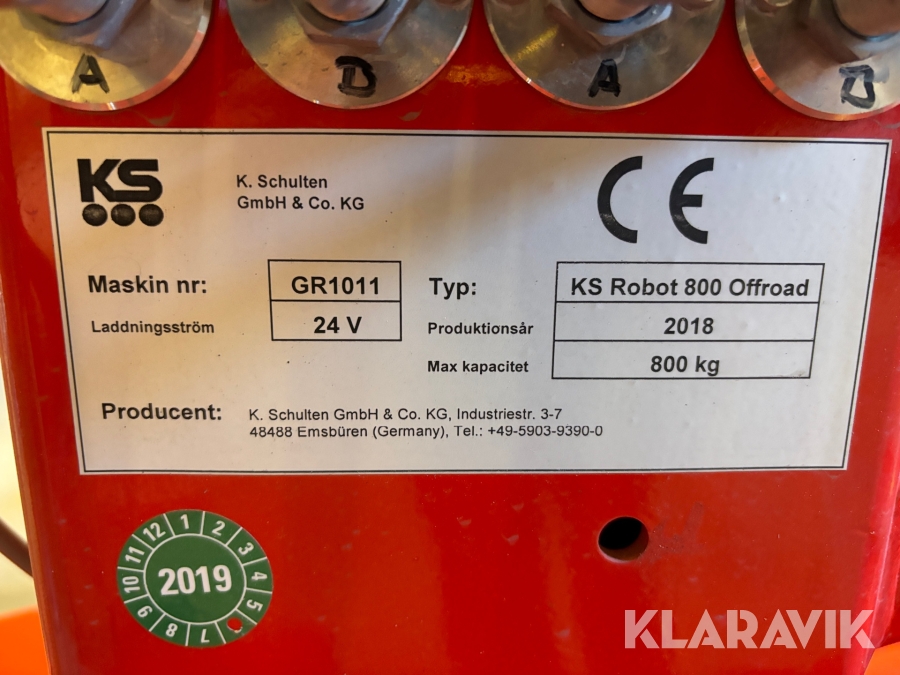 A D A D
KS
K. Schulten
GmbH & Co. KG
CE
Maskin nr: GR1011 Typ: KS Robot 800 Offroad
Laddningsström 24 V Produktionsår 2018
Max kapacitet 800 kg
Producent: K. Schulten GmbH & Co. KG, Industriestr. 3-7
48488 Emsbüren (Germany), Tel.: +49-5903-9390-0
1 2 3 4 5 7 8 9 10 11 12
2019
KLARAVIK